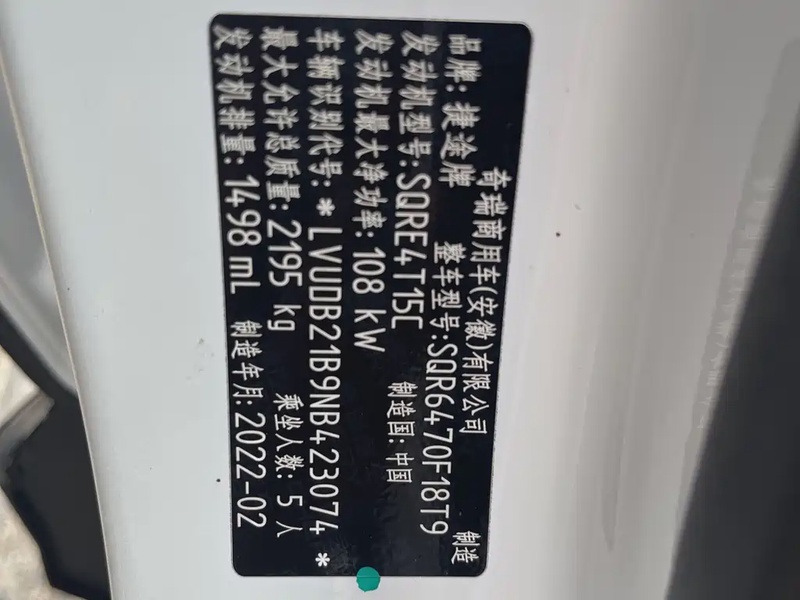 奇瑞商用车(安徽)有限公司 制造
品牌: 捷途牌 整车型号:SQR6470F18T9
发动机型号:SQRE4T15C 制造国:中国
发动机最大净功率: 108 kW
车辆识别代号: *LVUDB21B9NB423074*
最大允许总质量: 2195 kg 乘坐人数: 5 人
发动机排量: 1498 mL 制造年月: 2022-02